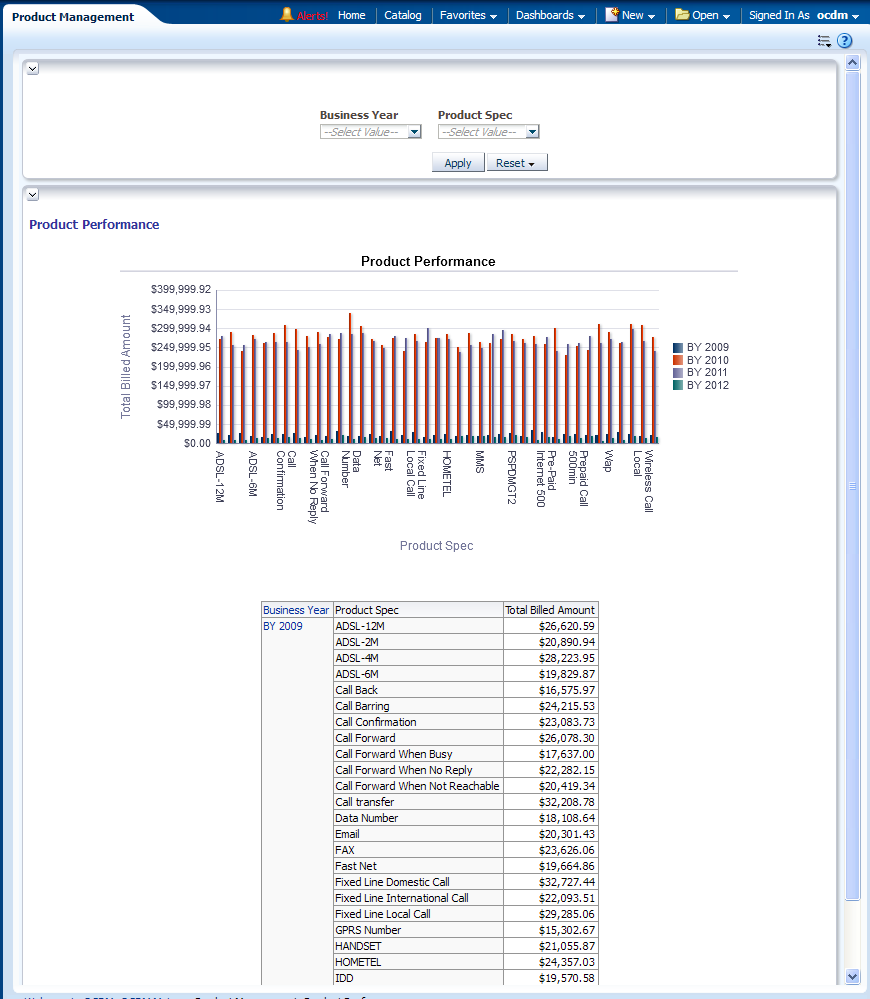 Product Management
Alerts! Home Catalog Favorites Dashboards New Open Signed In As ocdm
Business Year Product Spec
--Select Value-- --Select Value--
Apply Reset
Product Performance
Product Performance
$399,999.92
$349,999.93
$299,999.94
$249,999.95
$199,999.96
$149,999.97
$99,999.98
$49,999.99
$0.00
Total Billed Amount
BY 2009
BY 2010
BY 2011
BY 2012
ADSL-12M
ADSL-6M
Call Confirmation
Call Forward When No Reply
Data Number
Fast Net
Fixed Line Local Call
HOMETEL
MMS
PSPDMGT2
Pre-Paid Internet 500
Prepaid Call 500min
Wap
Wireless Call Local
Product Spec
Business Year Product Spec Total Billed Amount
BY 2009 ADSL-12M $26,620.59
ADSL-2M $20,890.94
ADSL-4M $28,223.95
ADSL-6M $19,829.87
Call Back $16,575.97
Call Barring $24,215.53
Call Confirmation $23,083.73
Call Forward $26,078.30
Call Forward When Busy $17,637.00
Call Forward When No Reply $22,282.15
Call Forward When Not Reachable $20,419.34
Call transfer $32,208.78
Data Number $18,108.64
Email $20,301.43
FAX $23,626.06
Fast Net $19,664.86
Fixed Line Domestic Call $32,727.44
Fixed Line International Call $22,093.51
Fixed Line Local Call $29,285.06
GPRS Number $15,302.67
HANDSET $21,055.87
HOMETEL $24,357.03
IDD $19,570.58